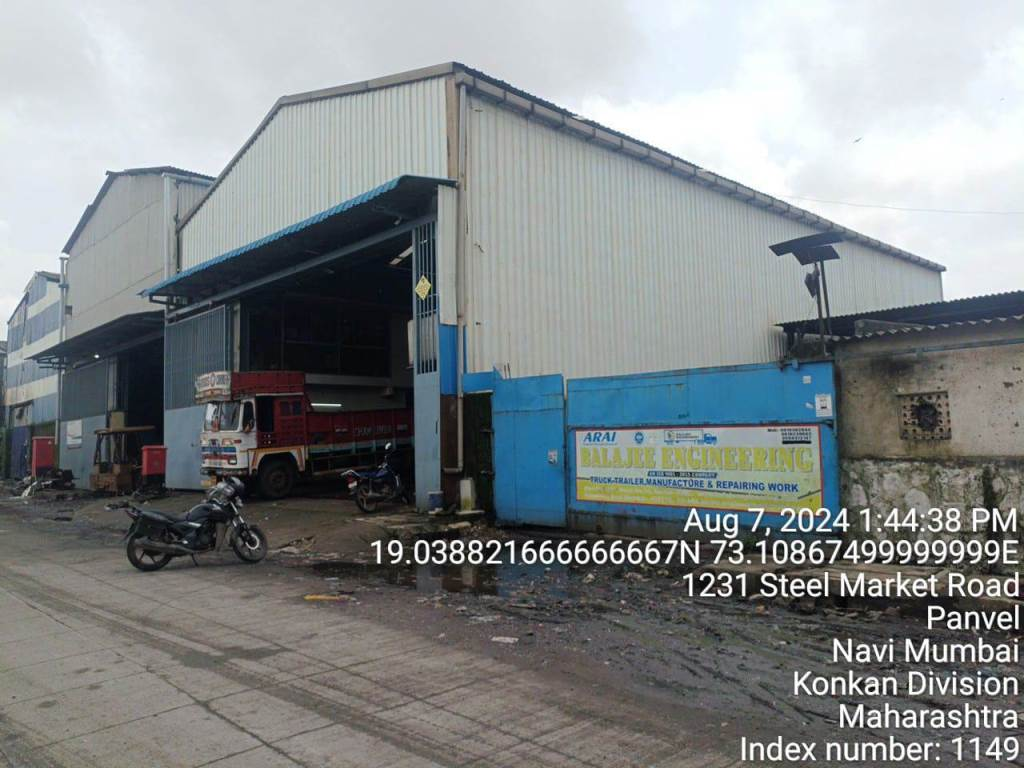 ARAI
BALAJEE ENGINEERING
TRUCK-TRAILER, MANUFACTORE & REPAIRING WORK
Aug 7, 2024 1:44:38 PM
19.038821666666667N 73.10867499999999E
1231 Steel Market Road
Panvel
Navi Mumbai
Konkan Division
Maharashtra
Index number: 1149